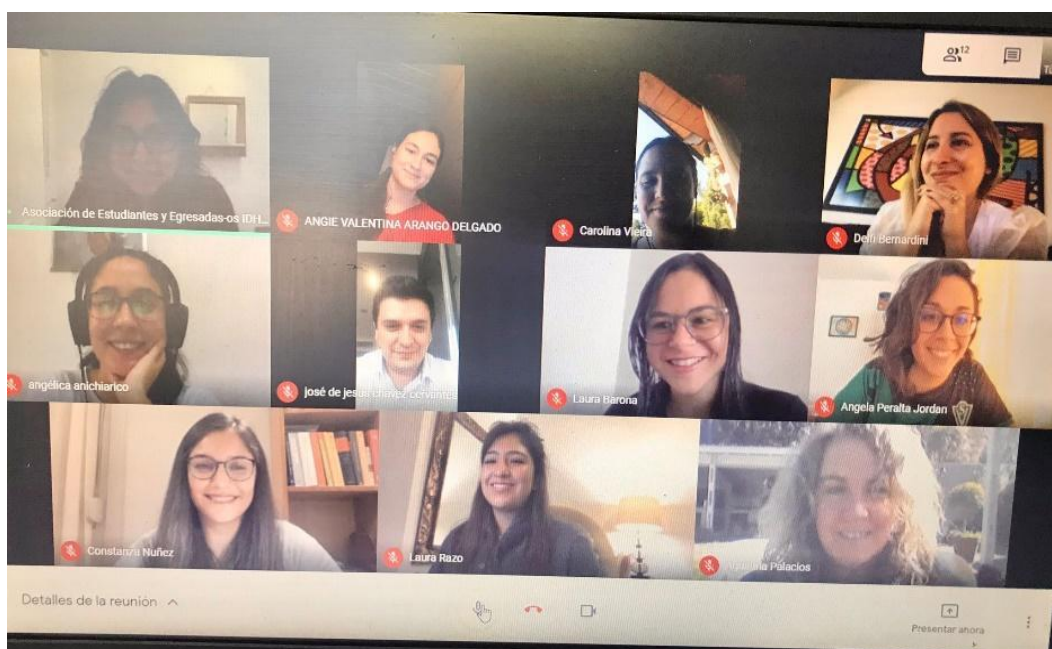 12
Asociación de Estudiantes y Egresadas-os IDH...
ANGIE VALENTINA ARANGO DELGADO
Carolina Vieira
Delfi Bernardini
angélica anichiarico
josé de jesús chávez cervantes
Laura Barona
Angela Peralta Jordan
Constanza Nuñez
Laura Razo
Palacios
Detalles de la reunión
Presentar ahora